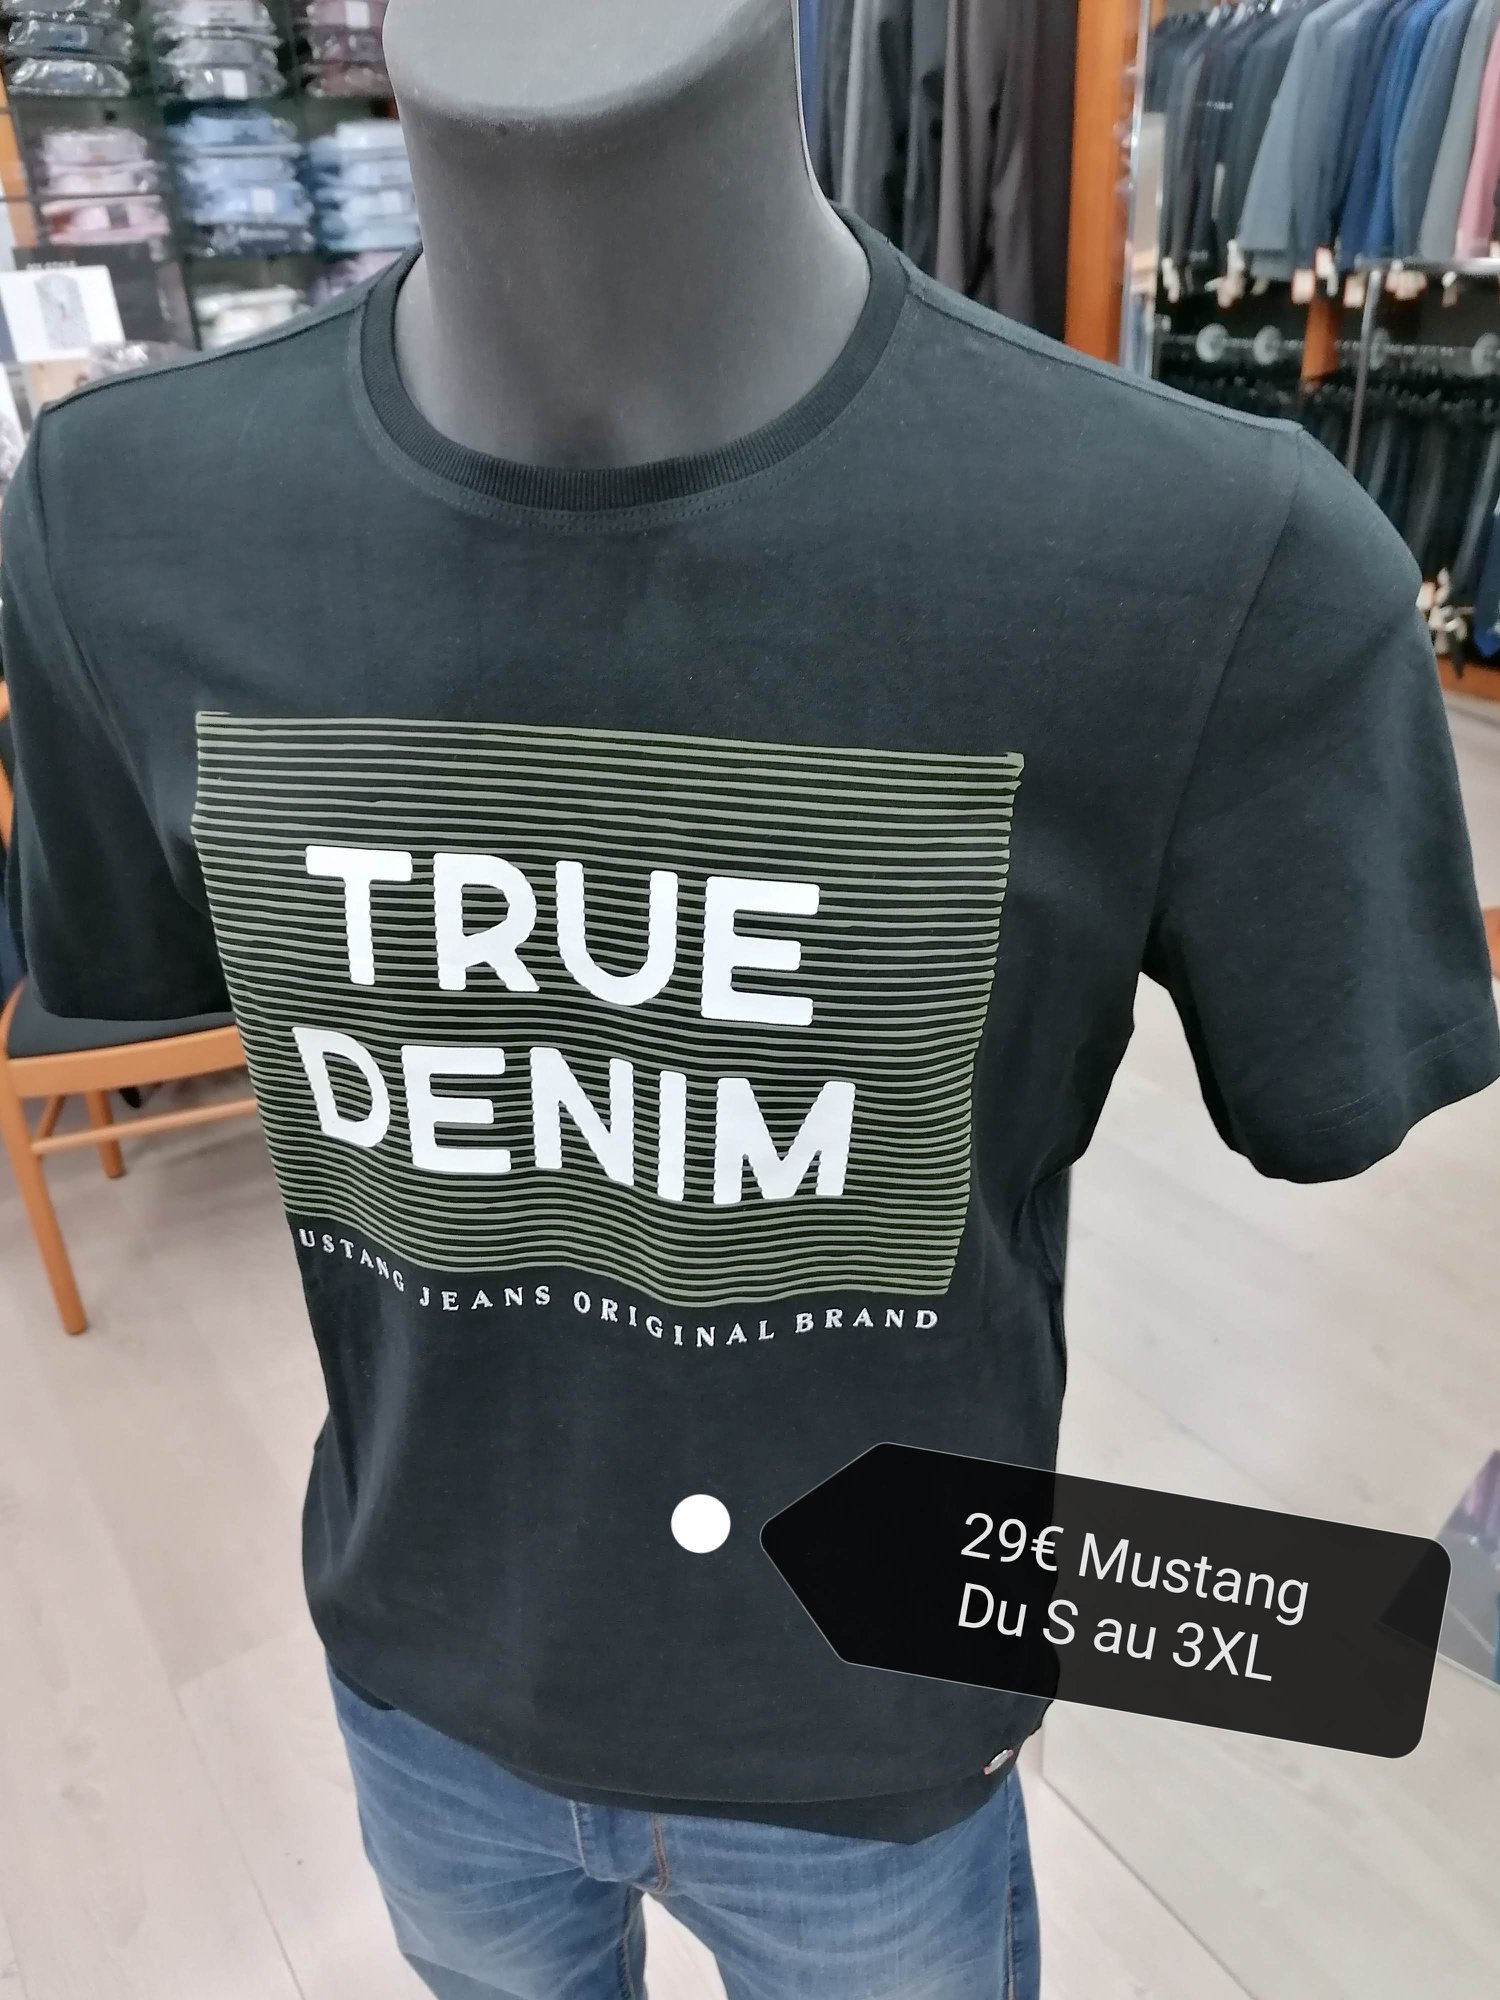 TRUE
DENIM
USTANG JEANS ORIGINAL BRAND
29€ Mustang
Du S au 3XL